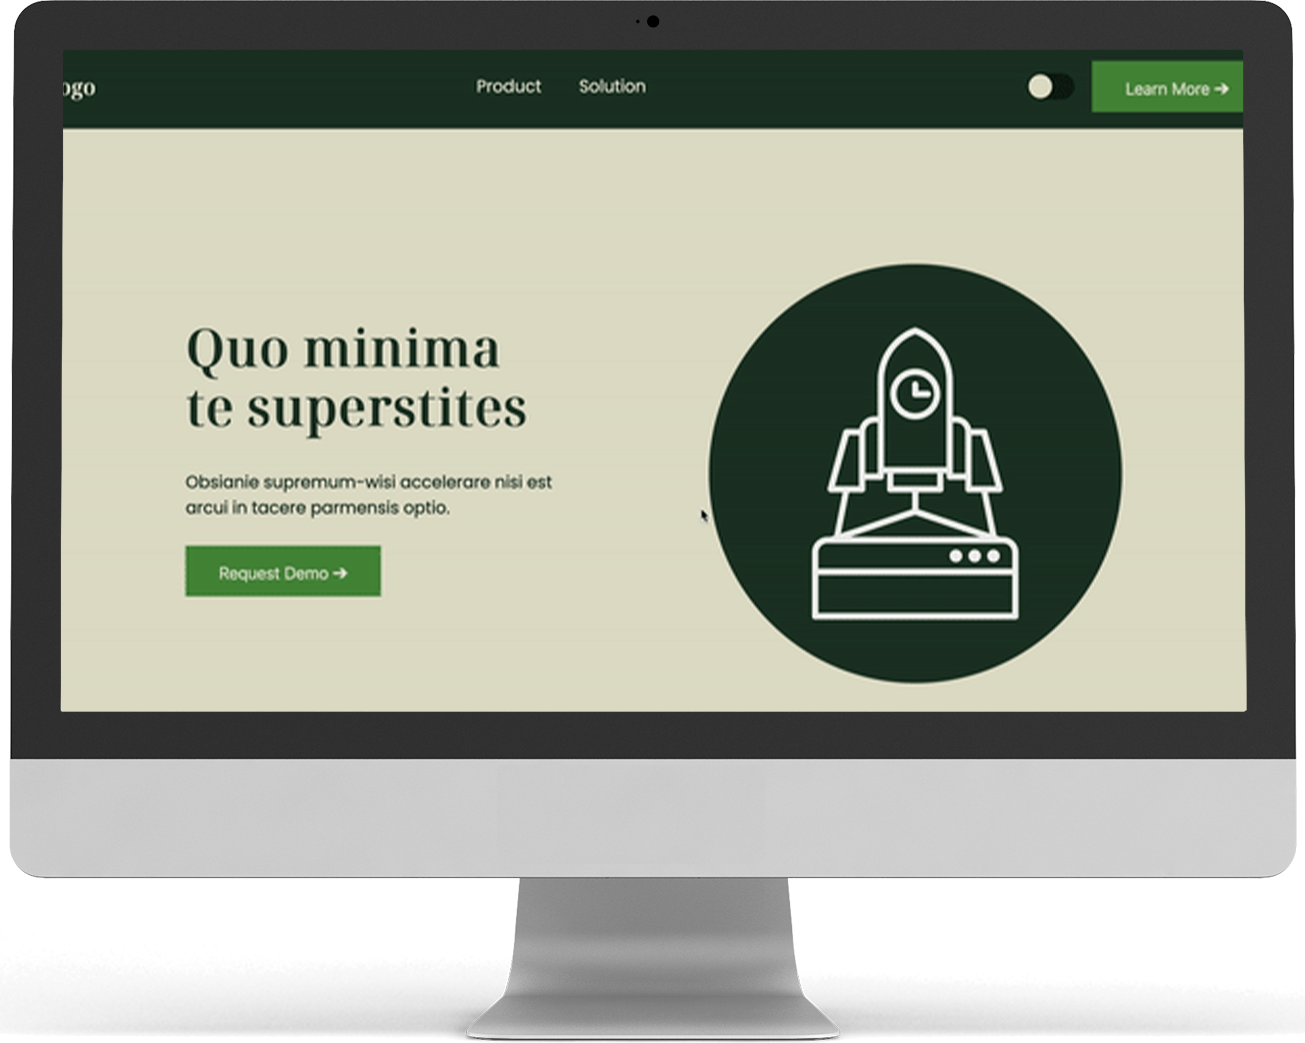 ogo
Product
Solution
Learn More →
Quo minima
te superstites
Obsianie supremum-wisi accelerare nisi est
arcui in tacere parmensis optio.
Request Demo →